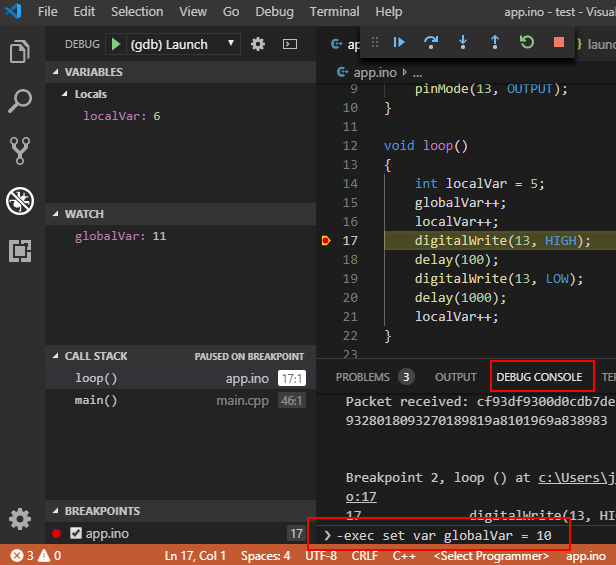 File Edit Selection View Go Debug Terminal Help app.ino - test - Visual
DEBUG (gdb) Launch
VARIABLES
Locals
localVar: 6
WATCH
globalVar: 11
CALL STACK PAUSED ON BREAKPOINT
loop() app.ino 17:1
main() main.cpp 46:1
BREAKPOINTS
app.ino 17
app.ino > ...
9 pinMode(13, OUTPUT);
10 }
11
12 void loop()
13 {
14 int localVar = 5;
15 globalVar++;
16 localVar++;
17 digitalWrite(13, HIGH);
18 delay(100);
19 digitalWrite(13, LOW);
20 delay(1000);
21 localVar++;
22 }
23
PROBLEMS 3 OUTPUT DEBUG CONSOLE TE
Packet received: cf93df9300d0cdb7de
9328018093270189819a8101969a838983
Breakpoint 2, loop () at c:\Users\j
o:17
17 digitalWrite(13, HI
-exec set var globalVar = 10
3 0 Ln 17, Col 1 Spaces: 4 UTF-8 CRLF C++ <Select Programmer> app.ino